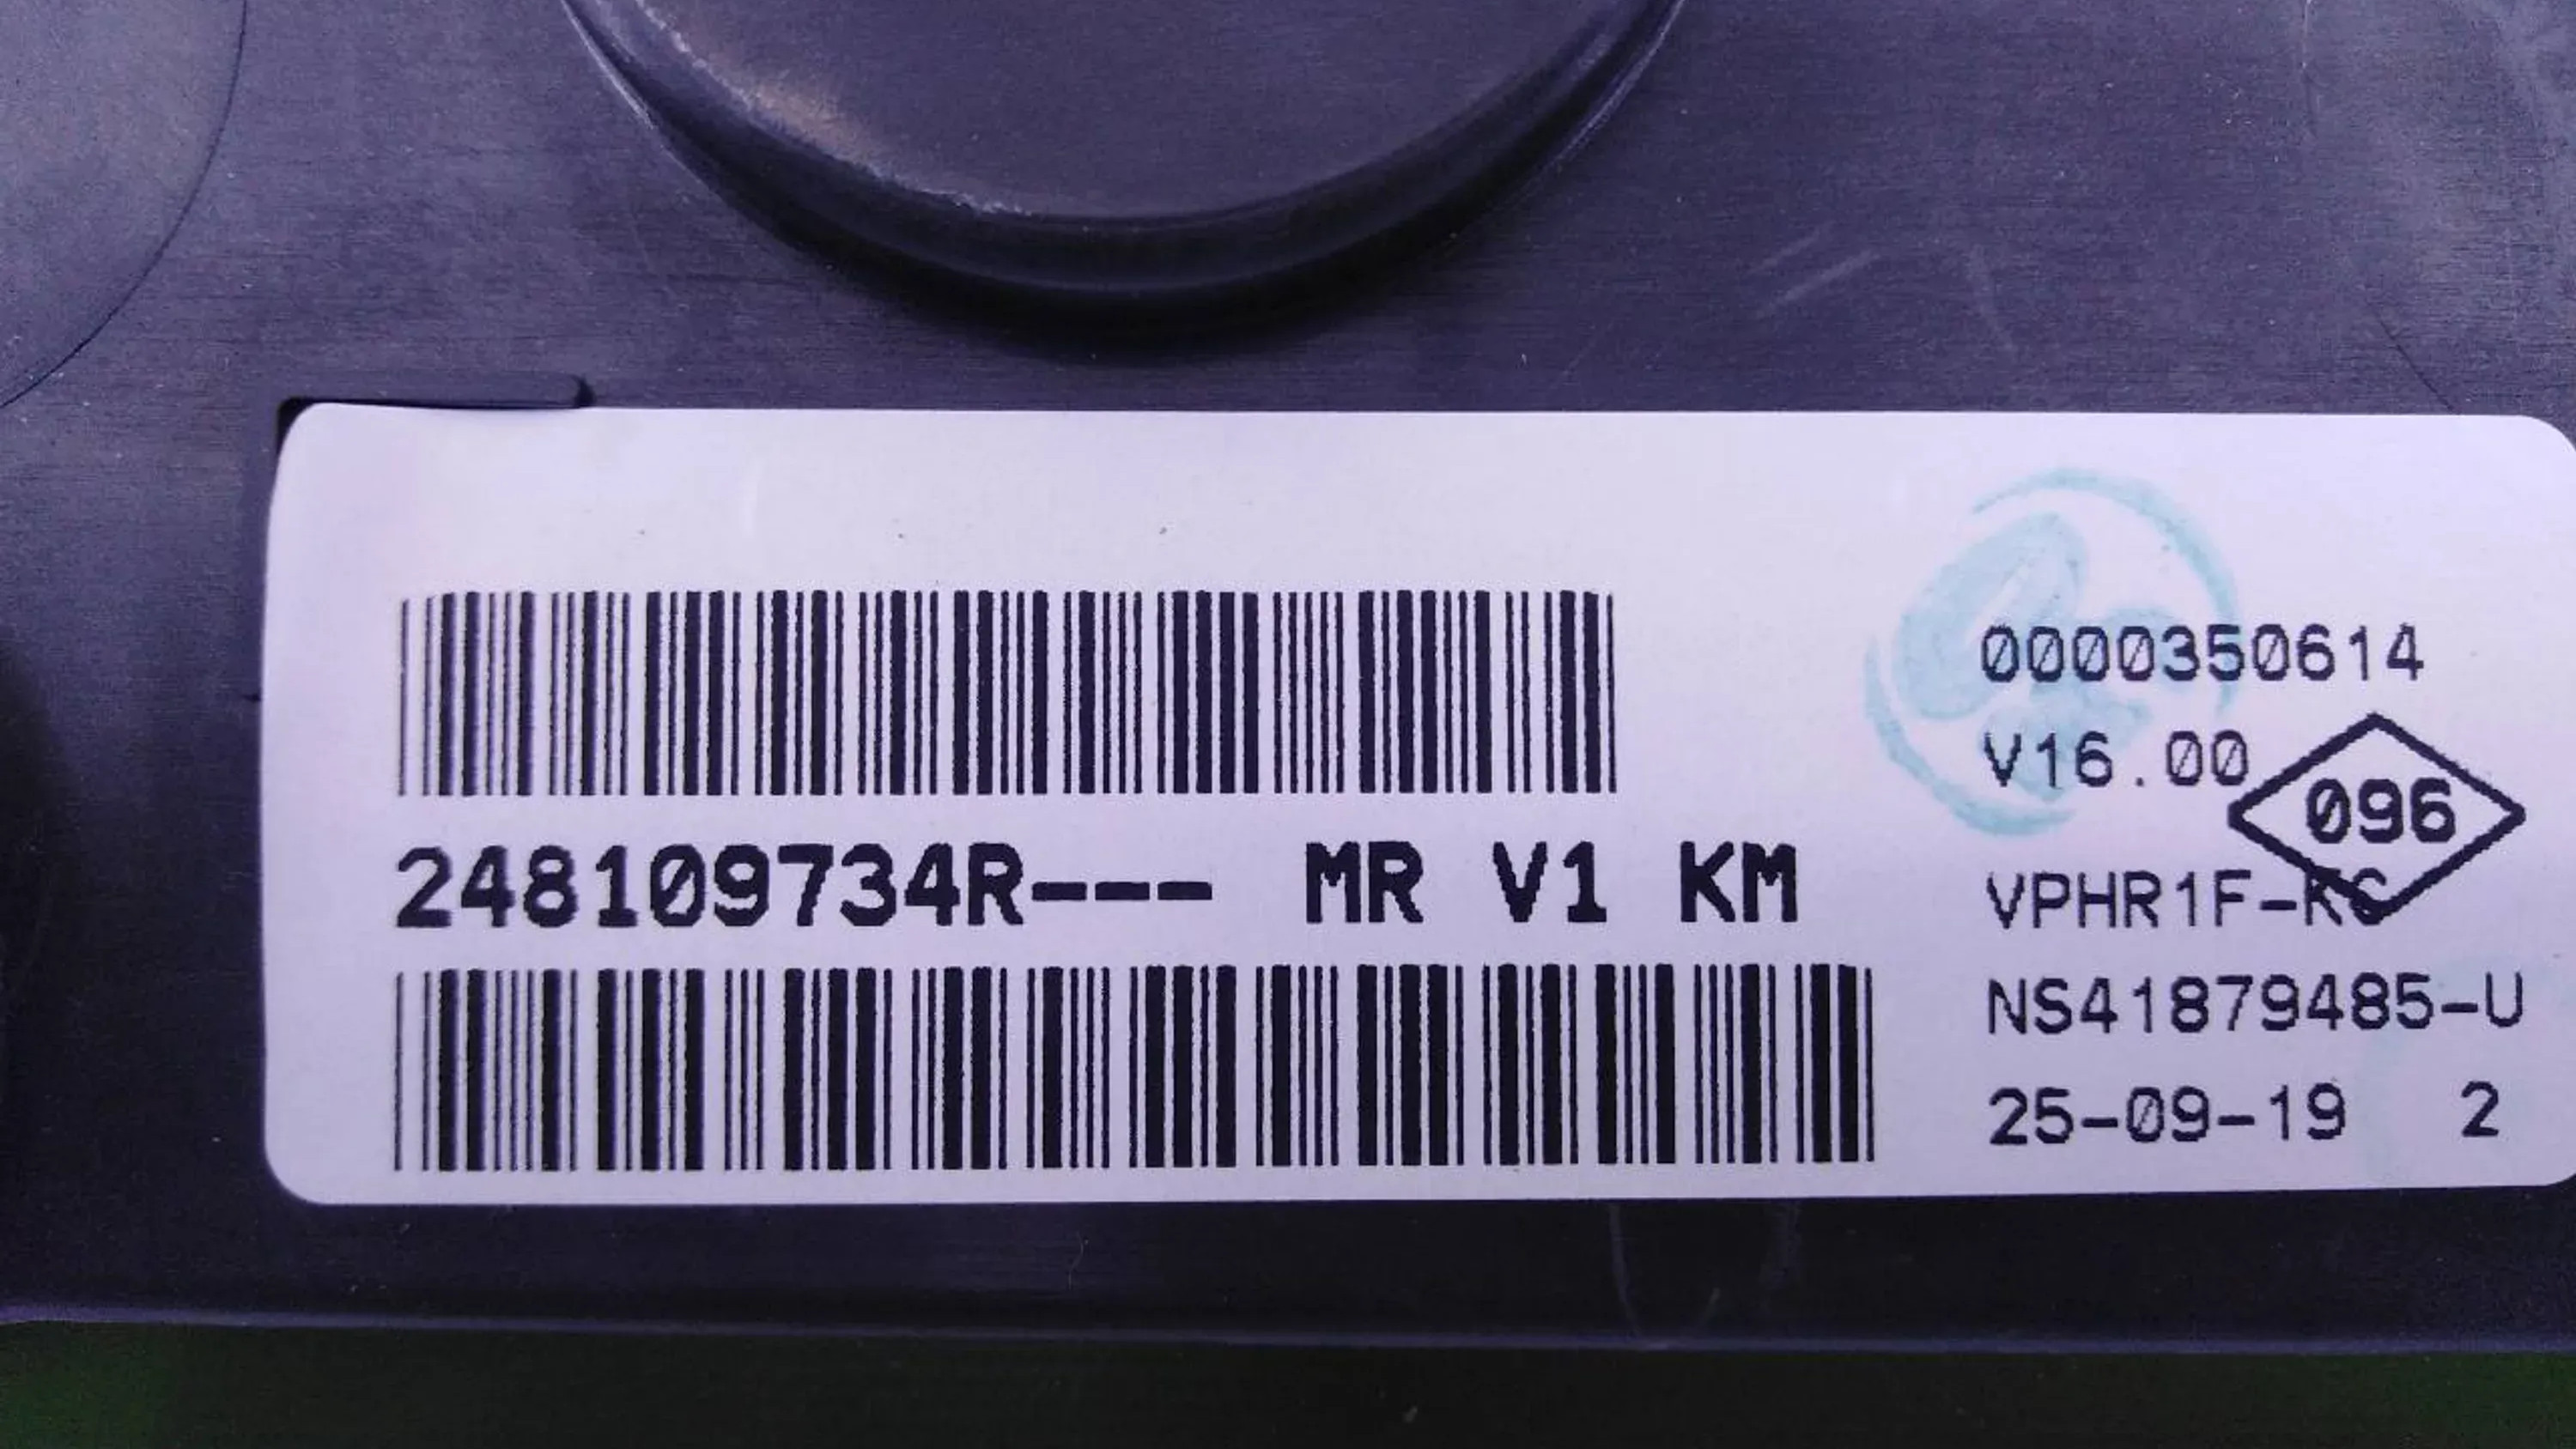 0000350614
V16.00
096
248109734R--- MR V1 KM
VPHR1F-KC
NS41879485-U
25-09-19 2